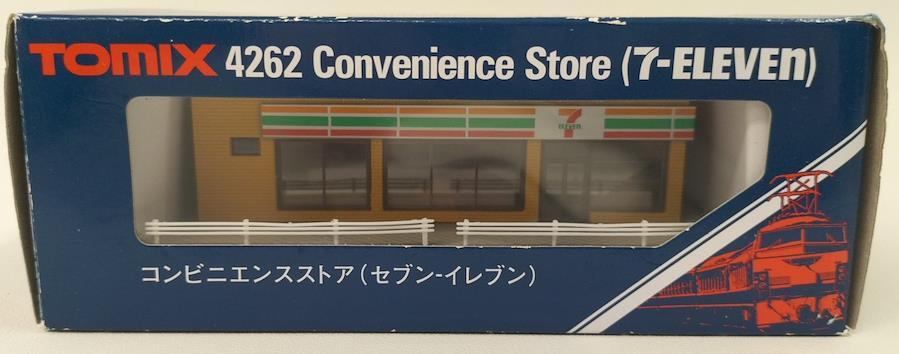 TOMIX 4262 Convenience Store (7-ELEVEn)
7
ELEVEn
コンビニエンスストア(セブン-イレブン)